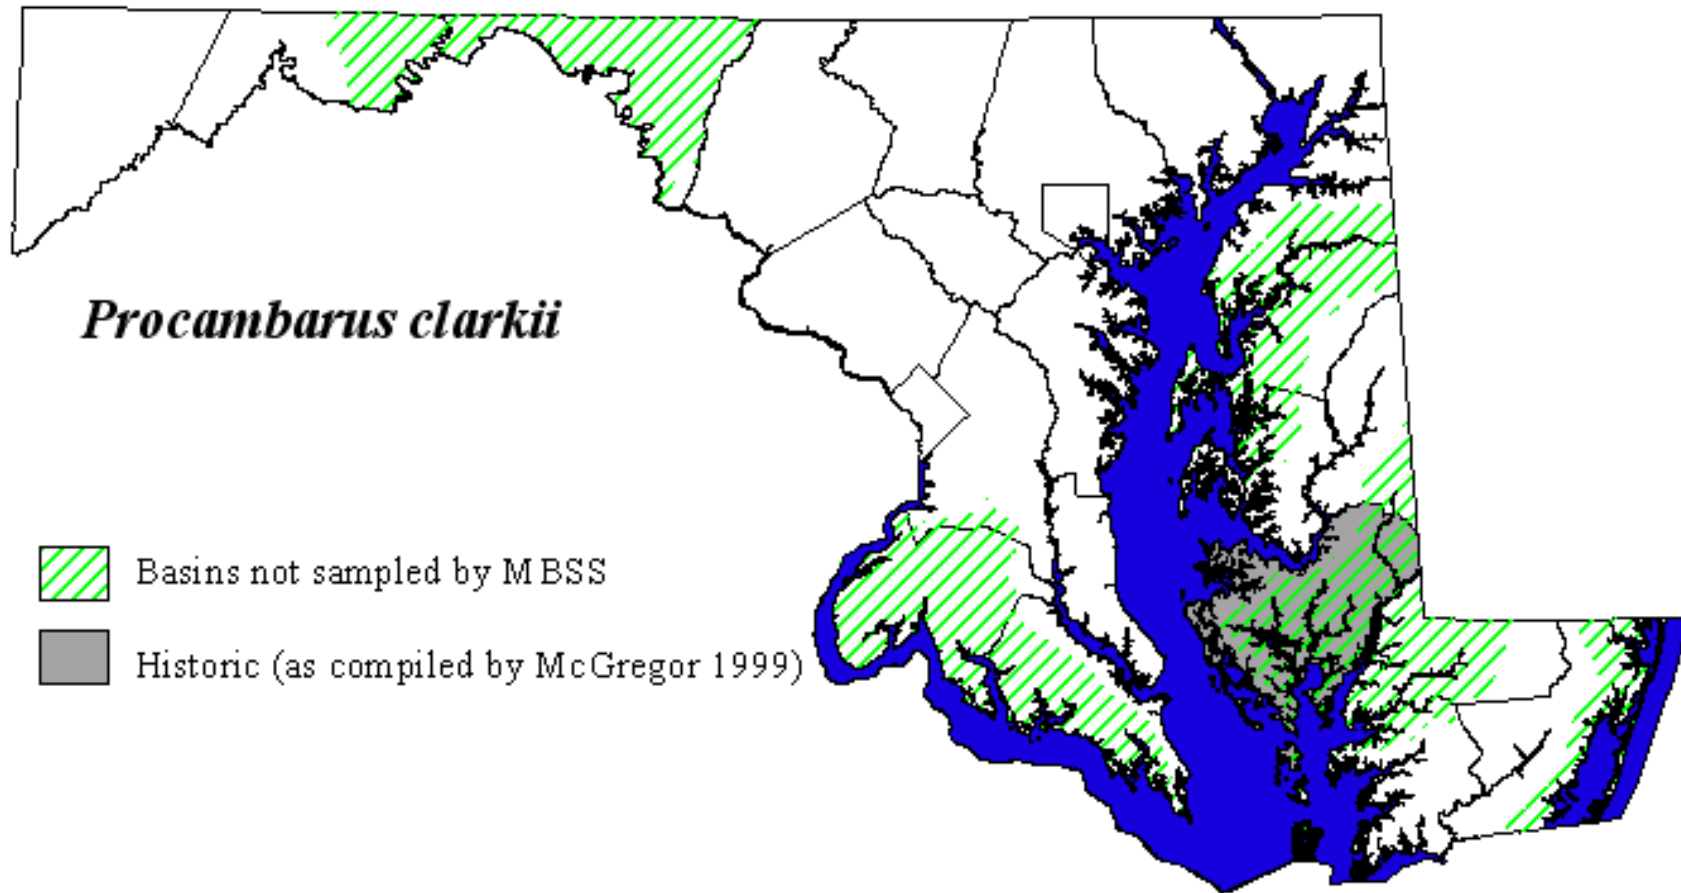 Procambarus clarkii
Basins not sampled by MBSS
Historic (as compiled by McGregor 1999)